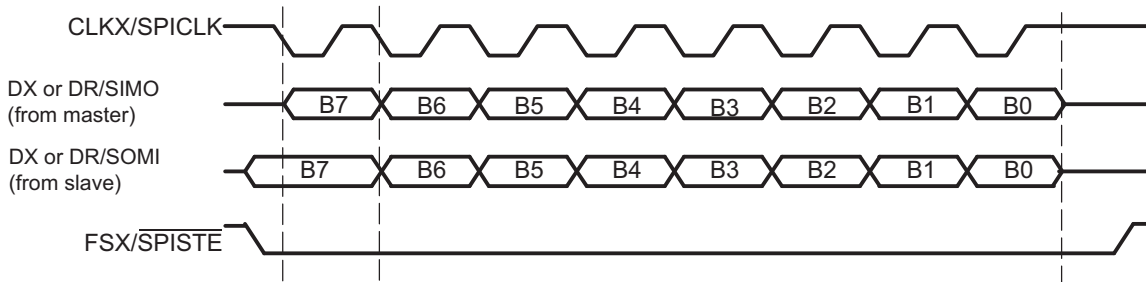 CLKX/SPICLK
DX or DR/SIMO
(from master)
B7 B6 B5 B4 B3 B2 B1 B0
DX or DR/SOMI
(from slave)
B7 B6 B5 B4 B3 B2 B1 B0
FSX/SPISTE